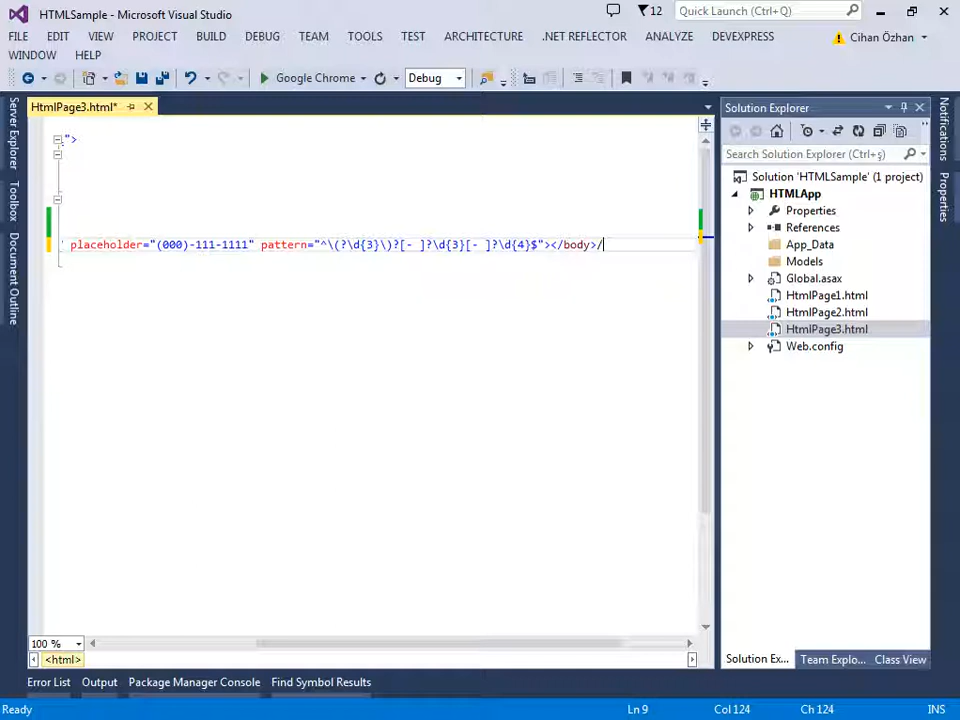 HTMLSample - Microsoft Visual Studio
12
Quick Launch (Ctrl+Q)
FILE EDIT VIEW PROJECT BUILD DEBUG TEAM TOOLS TEST ARCHITECTURE .NET REFLECTOR ANALYZE DEVEXPRESS
Cihan Özhan
WINDOW HELP
Google Chrome
Debug
Server Explorer
Toolbox
Document Outline
HtmlPage3.html*
">
' placeholder="(000)-111-1111" pattern="^\(?\d{3}\)?[- ]?\d{3}[- ]?\d{4}$"></body>/
100 %
<html>
Solution Explorer
Search Solution Explorer (Ctrl+ş)
Solution 'HTMLSample' (1 project)
HTMLApp
Properties
References
App_Data
Models
Global.asax
HtmlPage1.html
HtmlPage2.html
HtmlPage3.html
Web.config
Solution Ex...
Team Explo...
Class View
Notifications
Properties
Error List
Output
Package Manager Console
Find Symbol Results
Ready
Ln 9
Col 124
Ch 124
INS